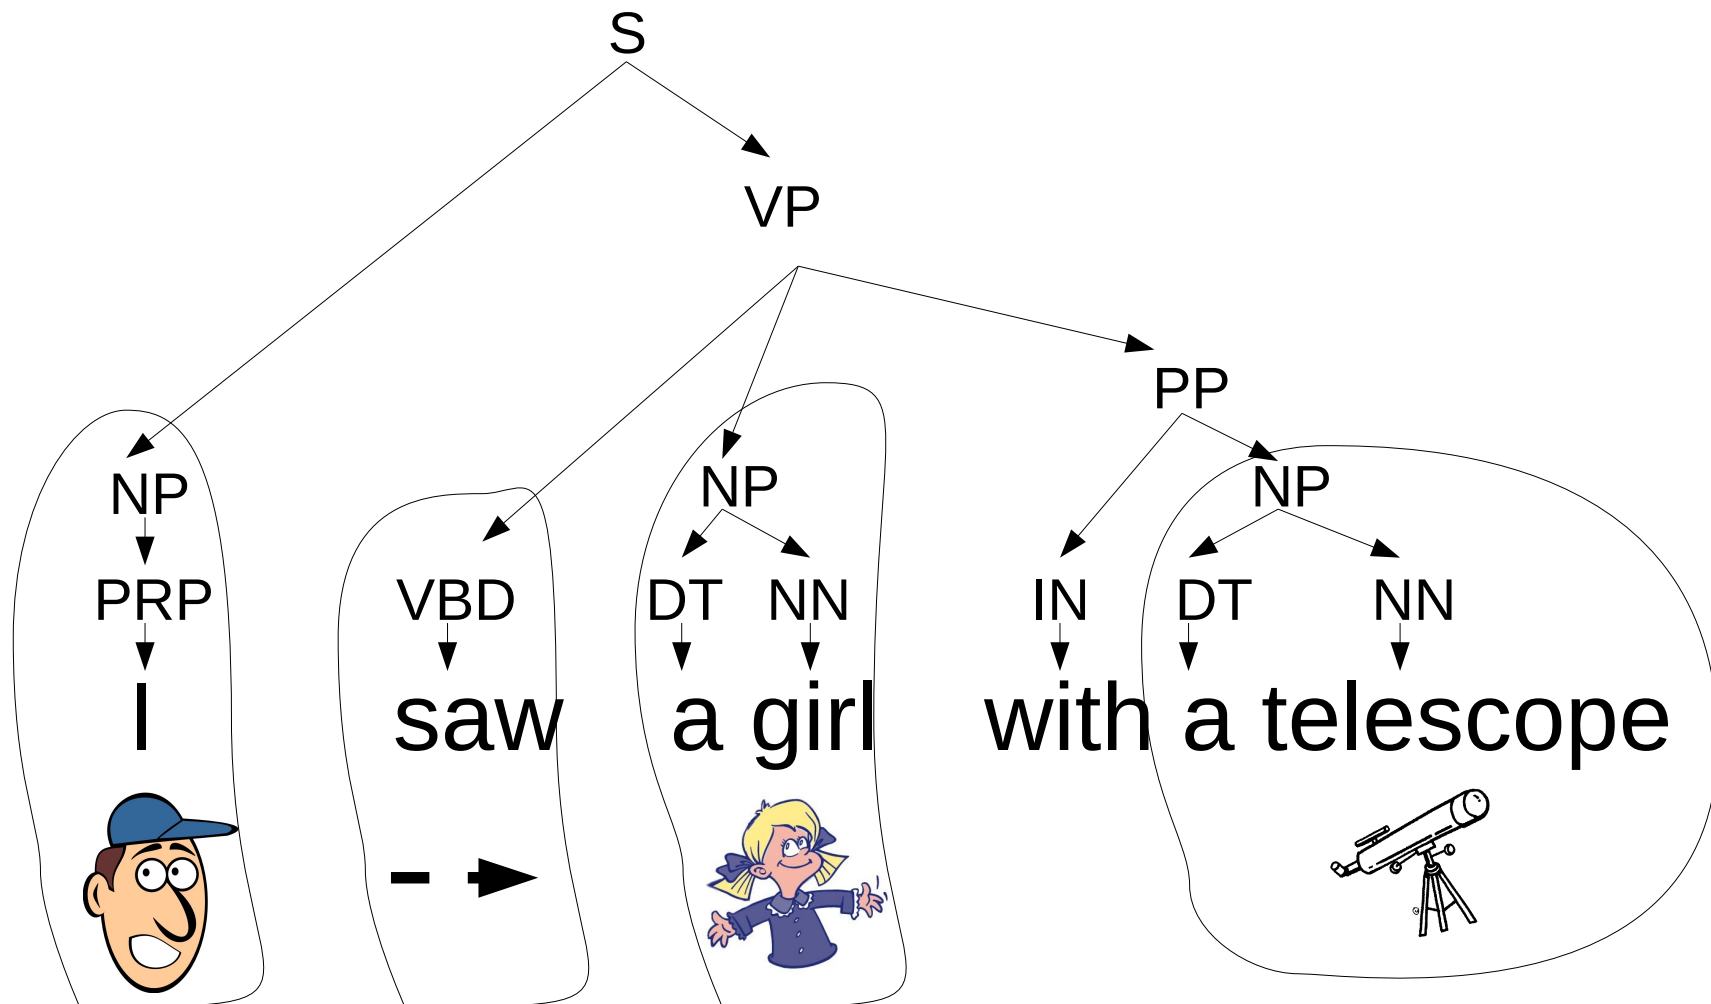 S
VP
PP
NP NP NP
PRP VBD DT NN IN DT NN
I saw a girl with a telescope